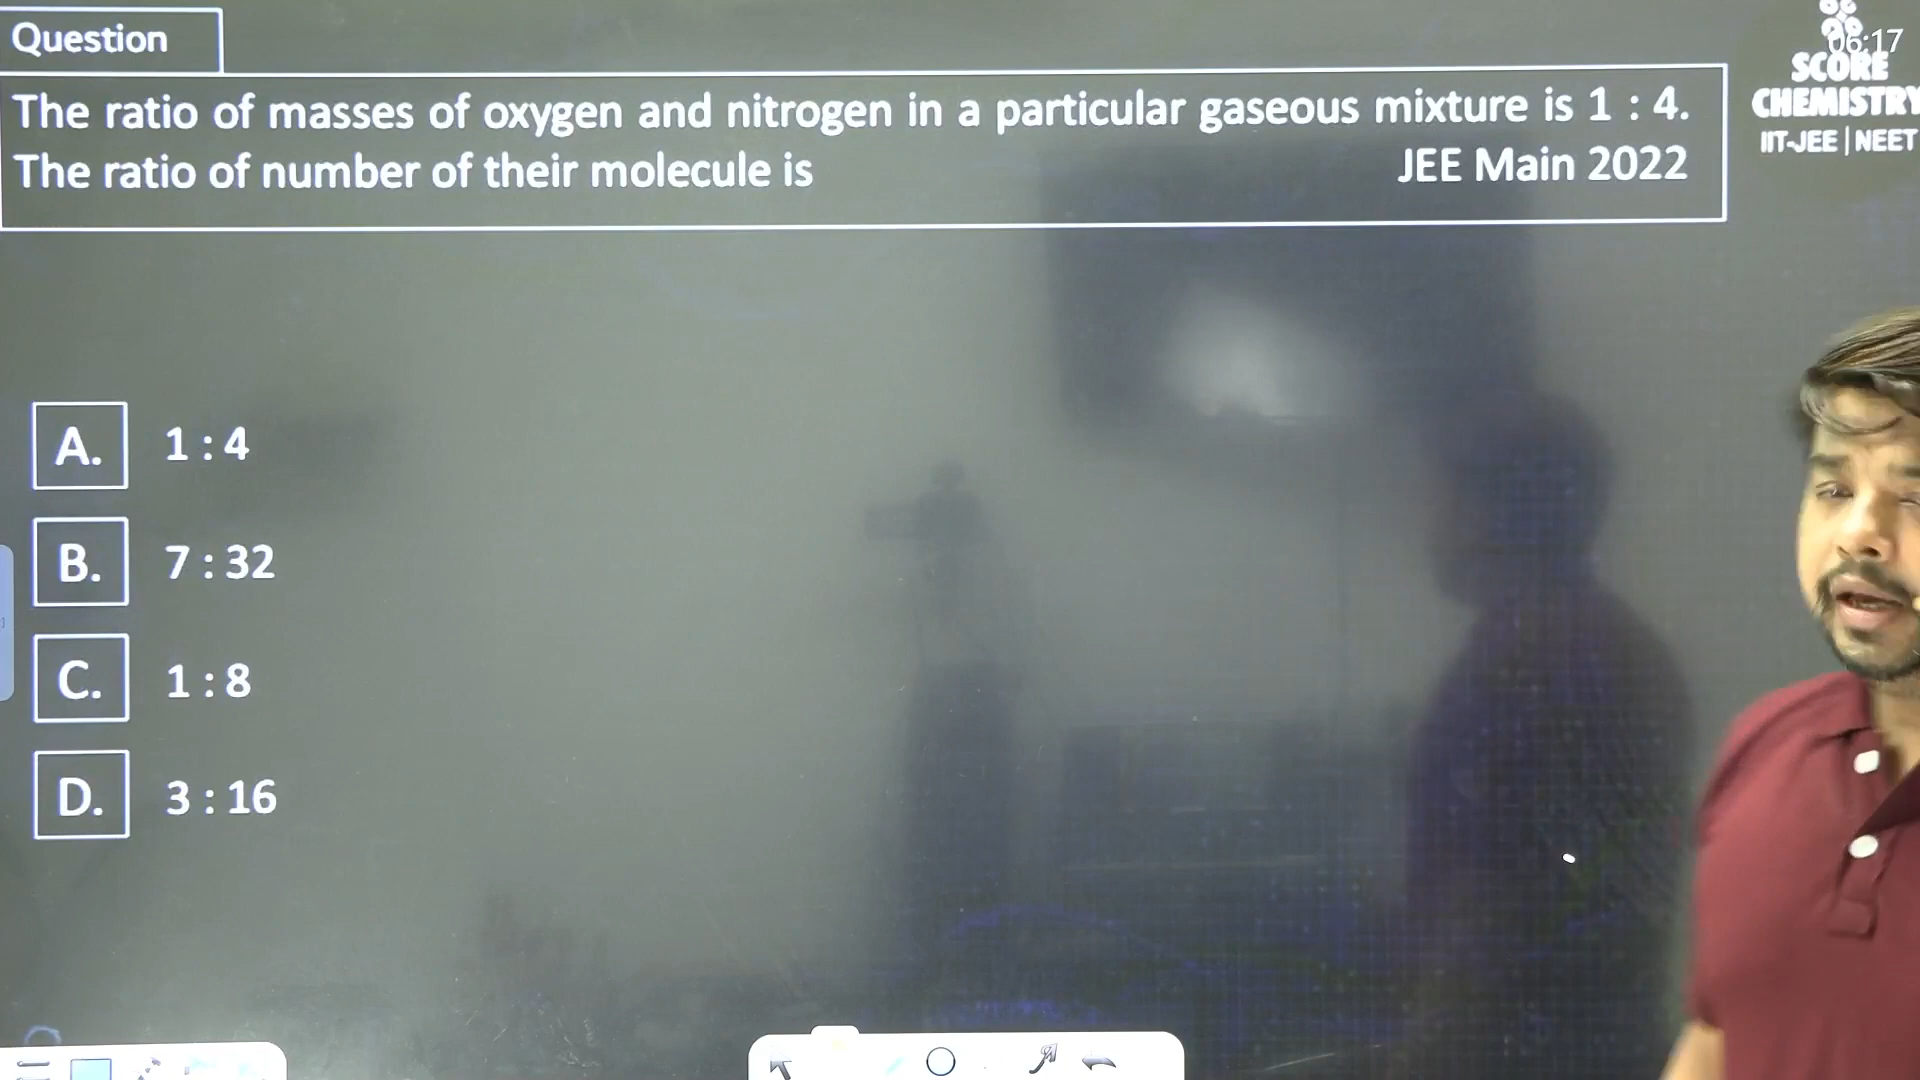 Question
06:17
SCORE
CHEMISTRY
IIT-JEE | NEET
The ratio of masses of oxygen and nitrogen in a particular gaseous mixture is 1 : 4.
The ratio of number of their molecule is JEE Main 2022
A. 1 : 4
B. 7 : 32
C. 1 : 8
D. 3 : 16